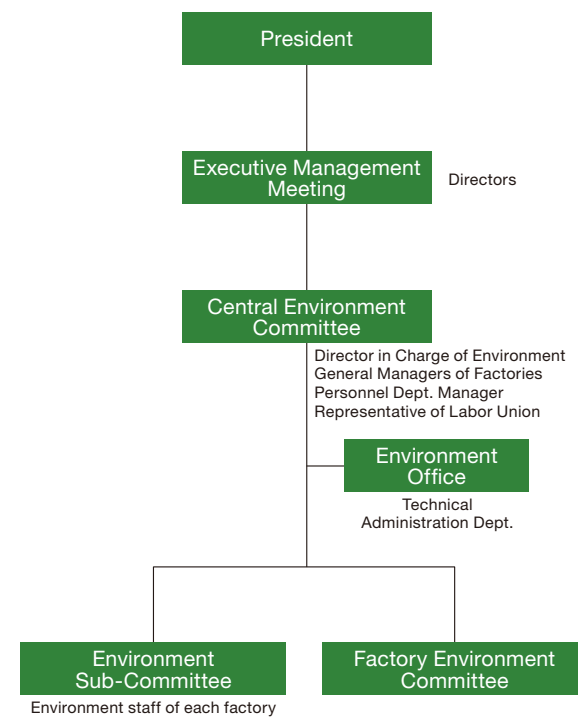 President
Executive Management
Meeting
Directors
Central Environment
Committee
Director in Charge of Environment
General Managers of Factories
Personnel Dept. Manager
Representative of Labor Union
Environment
Office
Technical
Administration Dept.
Environment
Sub-Committee
Environment staff of each factory
Factory Environment
Committee